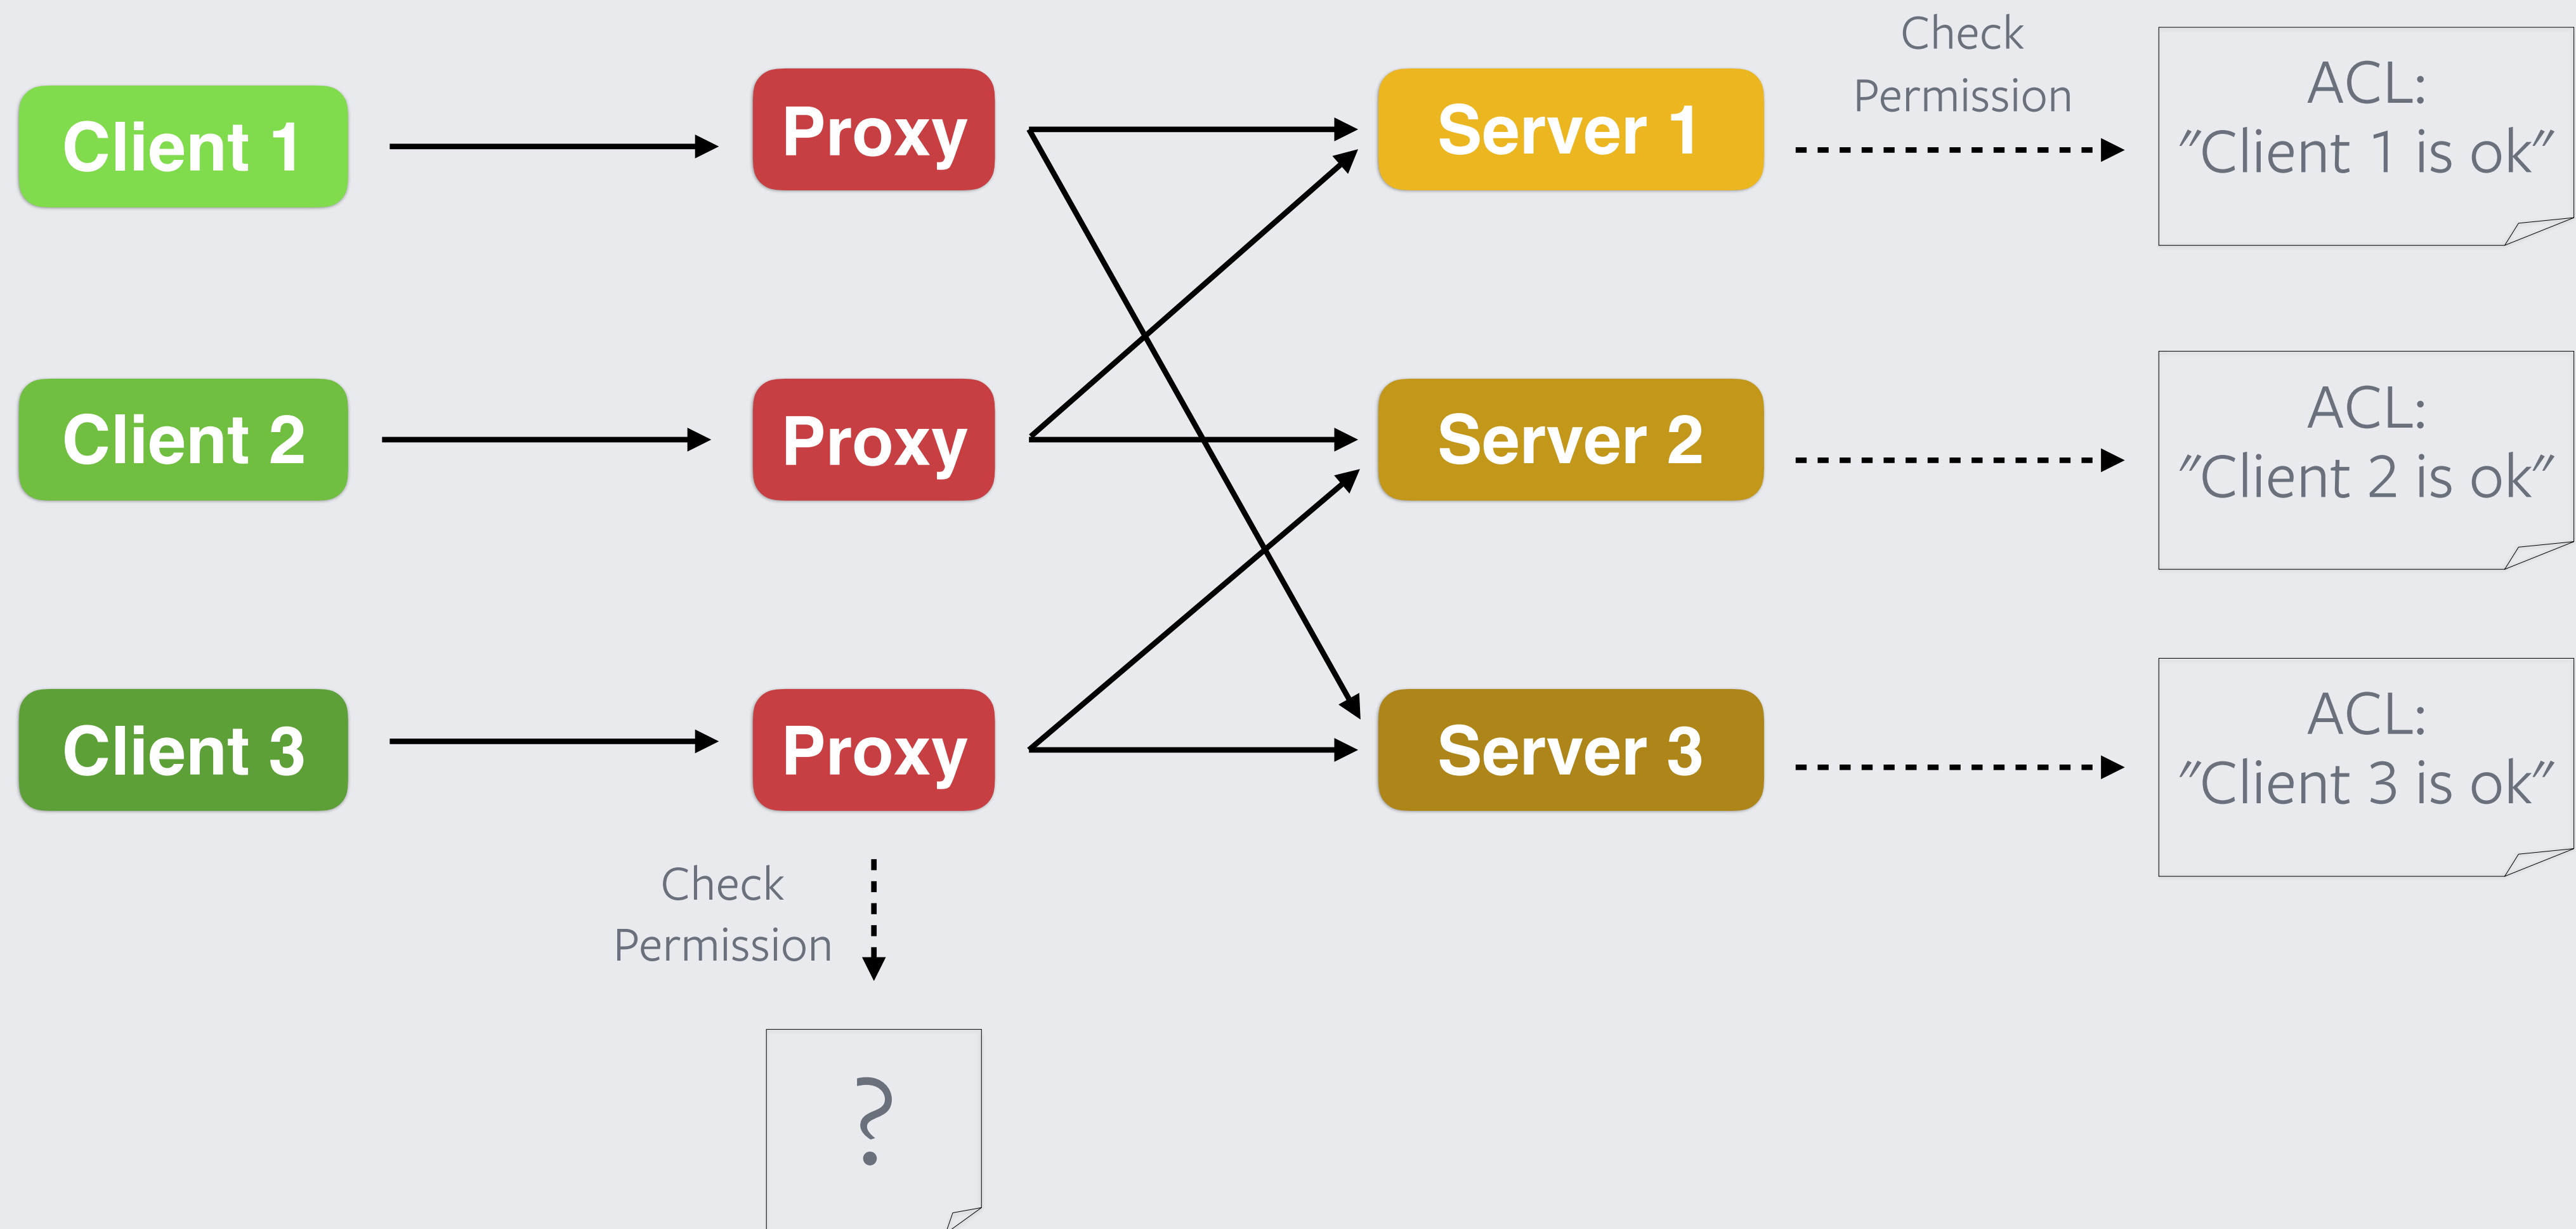 Check
Permission
Client 1
Proxy
Server 1
ACL:
"Client 1 is ok"
Client 2
Proxy
Server 2
ACL:
"Client 2 is ok"
Client 3
Proxy
Server 3
ACL:
"Client 3 is ok"
Check
Permission
?